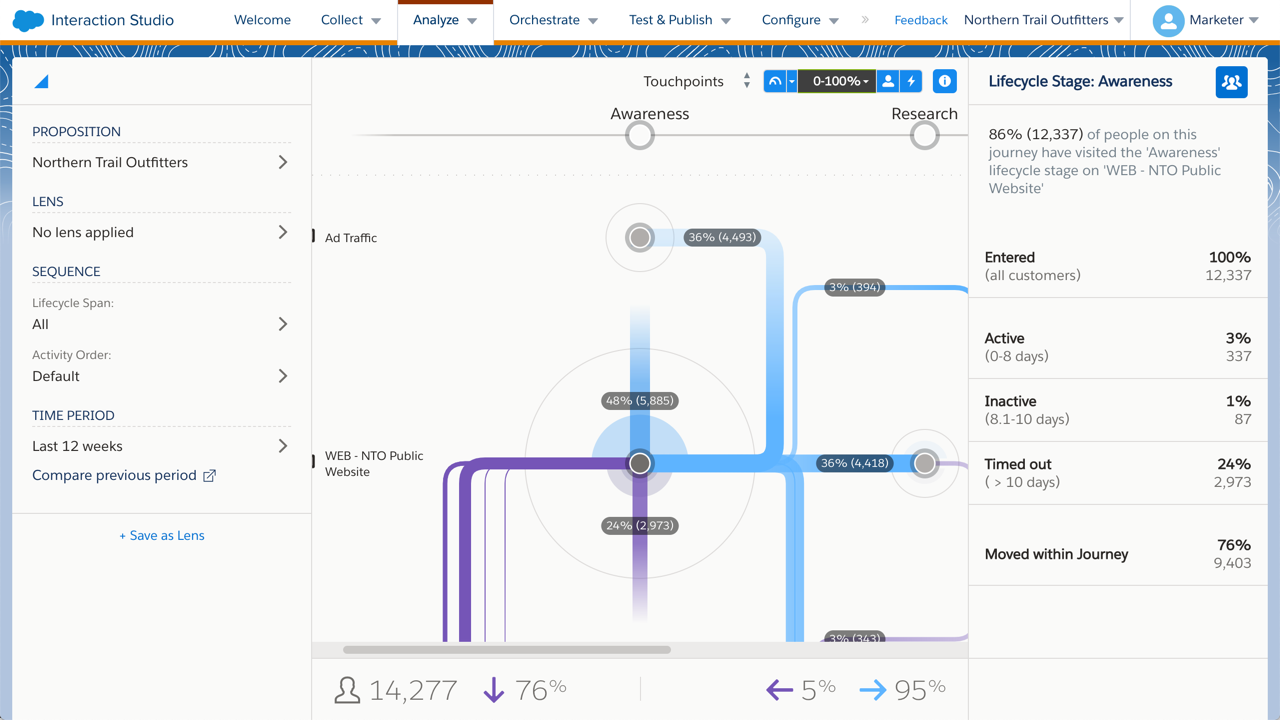 Interaction Studio
Welcome
Collect
Analyze
Orchestrate
Test & Publish
Configure
»
Feedback
Northern Trail Outfitters
Marketer
PROPOSITION
Northern Trail Outfitters
LENS
No lens applied
SEQUENCE
Lifecycle Span:
All
Activity Order:
Default
TIME PERIOD
Last 12 weeks
Compare previous period
+ Save as Lens
Touchpoints
0-100%
Awareness
Research
Ad Traffic
36% (4,493)
3% (394)
48% (5,885)
WEB - NTO Public
Website
36% (4,418)
24% (2,973)
3% (343)
14,277
76%
5%
95%
Lifecycle Stage: Awareness
86% (12,337) of people on this
journey have visited the 'Awareness'
lifecycle stage on 'WEB - NTO Public
Website'
Entered 100%
(all customers) 12,337
Active 3%
(0-8 days) 337
Inactive 1%
(8.1-10 days) 87
Timed out 24%
( > 10 days) 2,973
Moved within Journey 76%
9,403